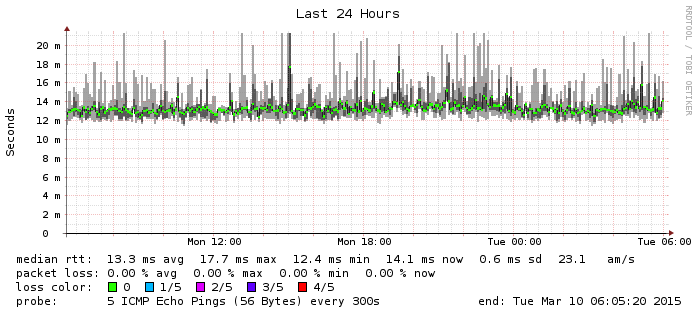 Last 24 Hours
RRDTOOL / TOBI OETIKER
Seconds
20 m
18 m
16 m
14 m
12 m
10 m
8 m
6 m
4 m
2 m
0
Mon 12:00 Mon 18:00 Tue 00:00 Tue 06:00
median rtt: 13.3 ms avg 17.7 ms max 12.4 ms min 14.1 ms now 0.6 ms sd 23.1 am/s
packet loss: 0.00 % avg 0.00 % max 0.00 % min 0.00 % now
loss color: 0 1/5 2/5 3/5 4/5
probe: 5 ICMP Echo Pings (56 Bytes) every 300s end: Tue Mar 10 06:05:20 2015